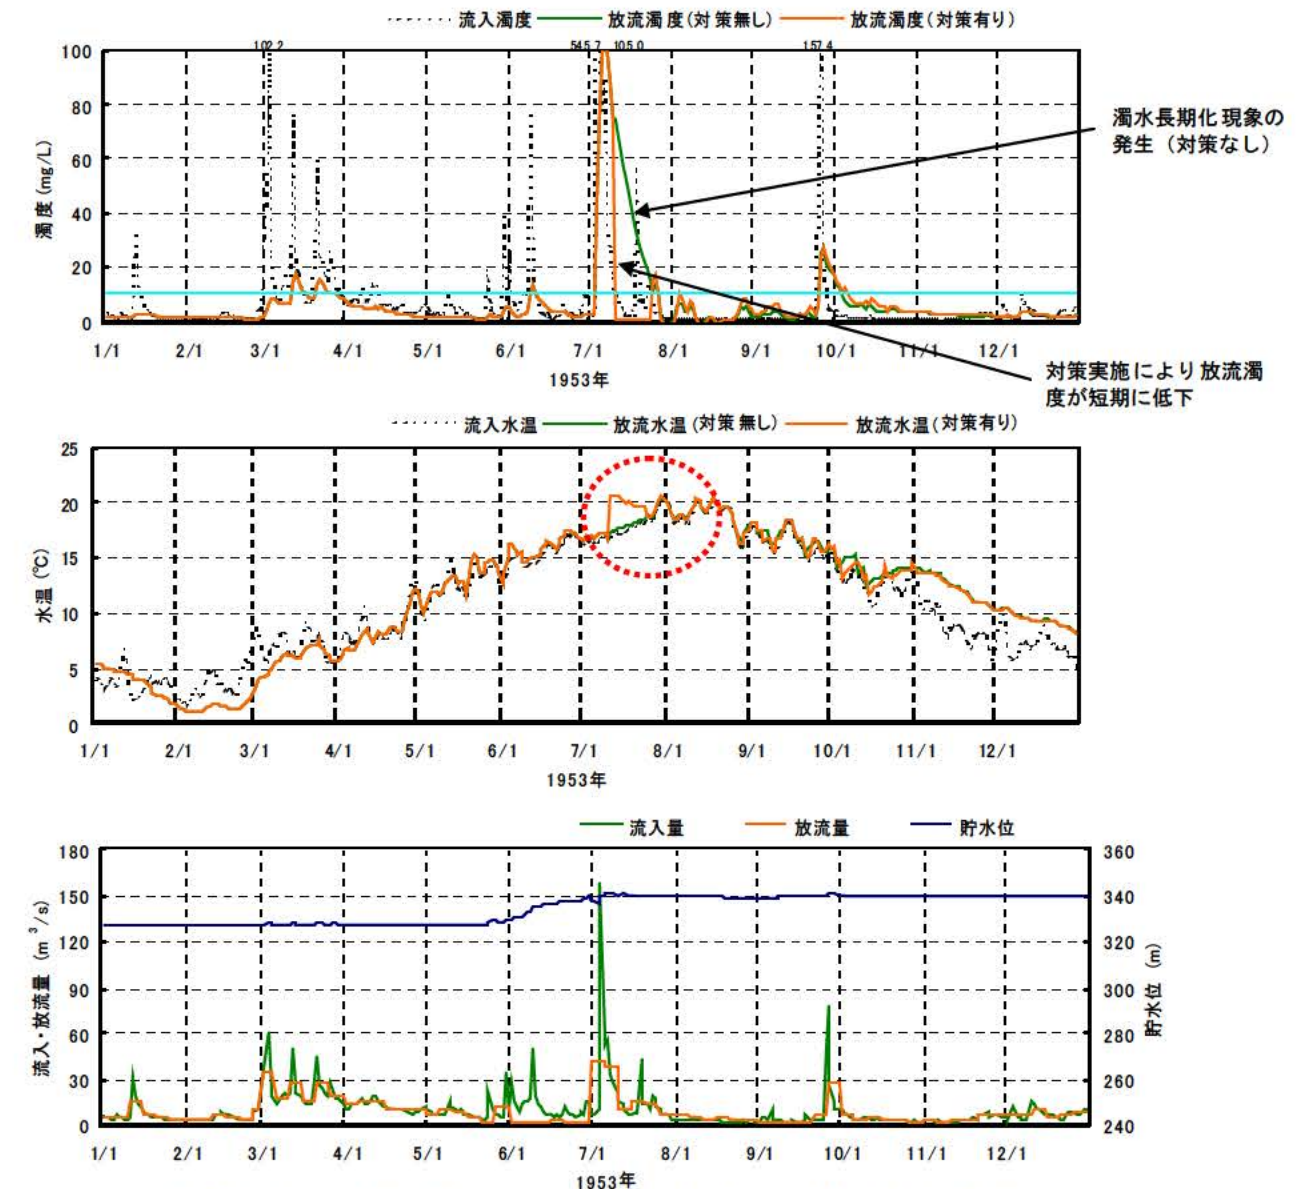 流入濁度 放流濁度(対策無し) 放流濁度(対策有り)
102.2 545.7 105.0 157.4
100
80
60
40
20
0
濁度(mg/L)
1/1 2/1 3/1 4/1 5/1 6/1 7/1 8/1 9/1 10/1 11/1 12/1
1953年
濁水長期化現象の
発生（対策なし）
対策実施により放流濁
度が短期に低下
流入水温 放流水温(対策無し) 放流水温(対策有り)
25
20
15
10
5
0
水温(℃)
1/1 2/1 3/1 4/1 5/1 6/1 7/1 8/1 9/1 10/1 11/1 12/1
1953年
流入量 放流量 貯水位
180 360
150 340
120 320
90 300
60 280
30 260
0 240
流入・放流量(m³/s)
貯水位(m)
1/1 2/1 3/1 4/1 5/1 6/1 7/1 8/1 9/1 10/1 11/1 12/1
1953年